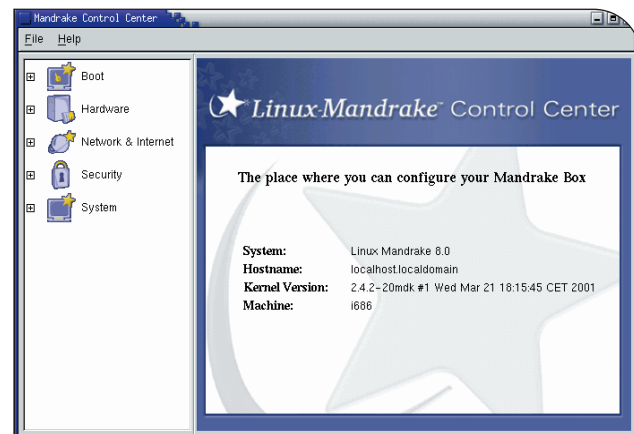 Mandrake Control Center
File Help
Boot
Hardware
Network & Internet
Security
System
Linux-Mandrake™ Control Center
The place where you can configure your Mandrake Box
System: Linux Mandrake 8.0
Hostname: localhost.localdomain
Kernel Version: 2.4.2-20mdk #1 Wed Mar 21 18:15:45 CET 2001
Machine: i686